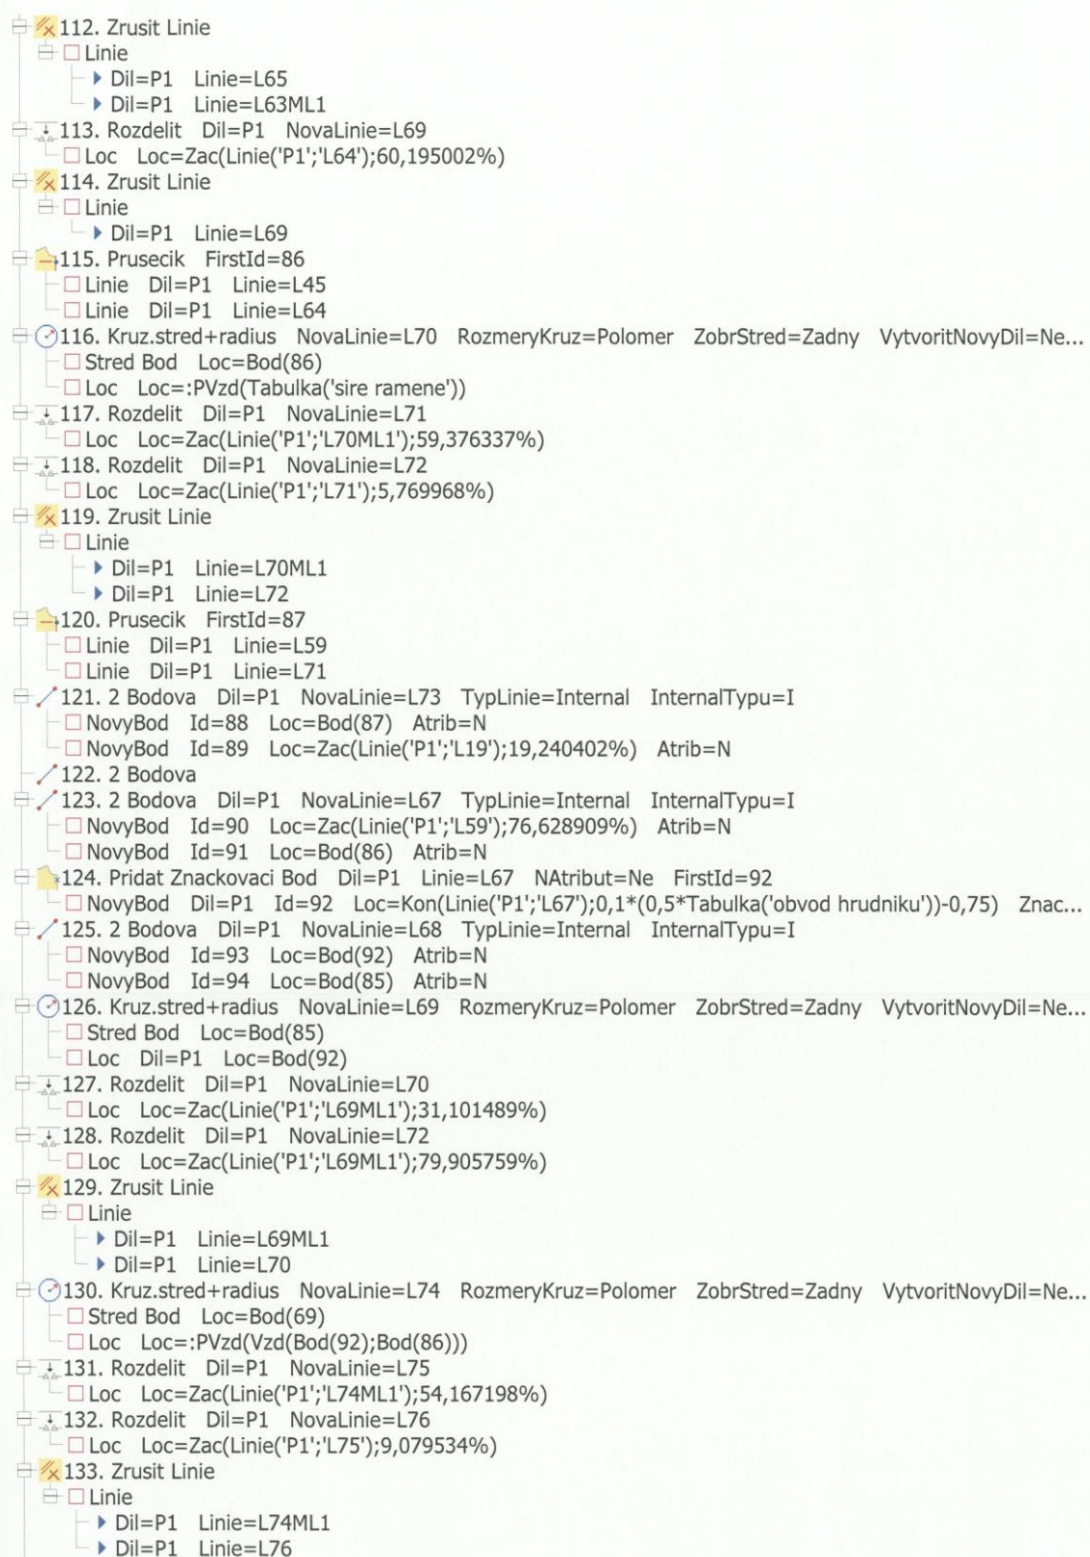 112. Zrusit Linie
Linie
Dil=P1 Linie=L65
Dil=P1 Linie=L63ML1
113. Rozdelit Dil=P1 NovaLinie=L69
Loc Loc=Zac(Linie('P1';'L64');60,195002%)
114. Zrusit Linie
Linie
Dil=P1 Linie=L69
115. Prusecik FirstId=86
Linie Dil=P1 Linie=L45
Linie Dil=P1 Linie=L64
116. Kruz.stred+radius NovaLinie=L70 RozmeryKruz=Polomer ZobrStred=Zadny VytvoritNovyDil=Ne...
Stred Bod Loc=Bod(86)
Loc Loc=:PVzd(Tabulka('sire ramene'))
117. Rozdelit Dil=P1 NovaLinie=L71
Loc Loc=Zac(Linie('P1';'L70ML1');59,376337%)
118. Rozdelit Dil=P1 NovaLinie=L72
Loc Loc=Zac(Linie('P1';'L71');5,769968%)
119. Zrusit Linie
Linie
Dil=P1 Linie=L70ML1
Dil=P1 Linie=L72
120. Prusecik FirstId=87
Linie Dil=P1 Linie=L59
Linie Dil=P1 Linie=L71
121. 2 Bodova Dil=P1 NovaLinie=L73 TypLinie=Internal InternalTypu=I
NovyBod Id=88 Loc=Bod(87) Atrib=N
NovyBod Id=89 Loc=Zac(Linie('P1';'L19');19,240402%) Atrib=N
122. 2 Bodova
123. 2 Bodova Dil=P1 NovaLinie=L67 TypLinie=Internal InternalTypu=I
NovyBod Id=90 Loc=Zac(Linie('P1';'L59');76,628909%) Atrib=N
NovyBod Id=91 Loc=Bod(86) Atrib=N
124. Pridat Znackovaci Bod Dil=P1 Linie=L67 NAtribut=Ne FirstId=92
NovyBod Dil=P1 Id=92 Loc=Kon(Linie('P1';'L67');0,1*(0,5*Tabulka('obvod hrudniku'))-0,75) Znac...
125. 2 Bodova Dil=P1 NovaLinie=L68 TypLinie=Internal InternalTypu=I
NovyBod Id=93 Loc=Bod(92) Atrib=N
NovyBod Id=94 Loc=Bod(85) Atrib=N
126. Kruz.stred+radius NovaLinie=L69 RozmeryKruz=Polomer ZobrStred=Zadny VytvoritNovyDil=Ne...
Stred Bod Loc=Bod(85)
Loc Dil=P1 Loc=Bod(92)
127. Rozdelit Dil=P1 NovaLinie=L70
Loc Loc=Zac(Linie('P1';'L69ML1');31,101489%)
128. Rozdelit Dil=P1 NovaLinie=L72
Loc Loc=Zac(Linie('P1';'L69ML1');79,905759%)
129. Zrusit Linie
Linie
Dil=P1 Linie=L69ML1
Dil=P1 Linie=L70
130. Kruz.stred+radius NovaLinie=L74 RozmeryKruz=Polomer ZobrStred=Zadny VytvoritNovyDil=Ne...
Stred Bod Loc=Bod(69)
Loc Loc=:PVzd(Vzd(Bod(92);Bod(86)))
131. Rozdelit Dil=P1 NovaLinie=L75
Loc Loc=Zac(Linie('P1';'L74ML1');54,167198%)
132. Rozdelit Dil=P1 NovaLinie=L76
Loc Loc=Zac(Linie('P1';'L75');9,079534%)
133. Zrusit Linie
Linie
Dil=P1 Linie=L74ML1
Dil=P1 Linie=L76